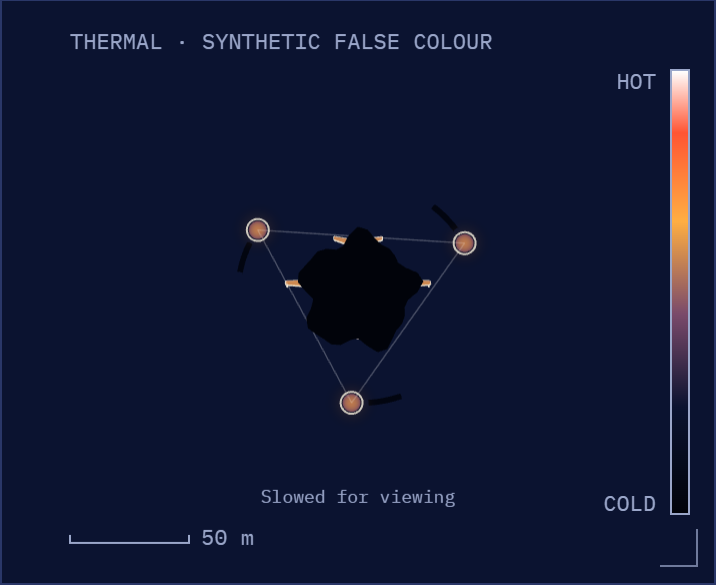 THERMAL · SYNTHETIC FALSE COLOUR
HOT
COLD
Slowed for viewing
50 m